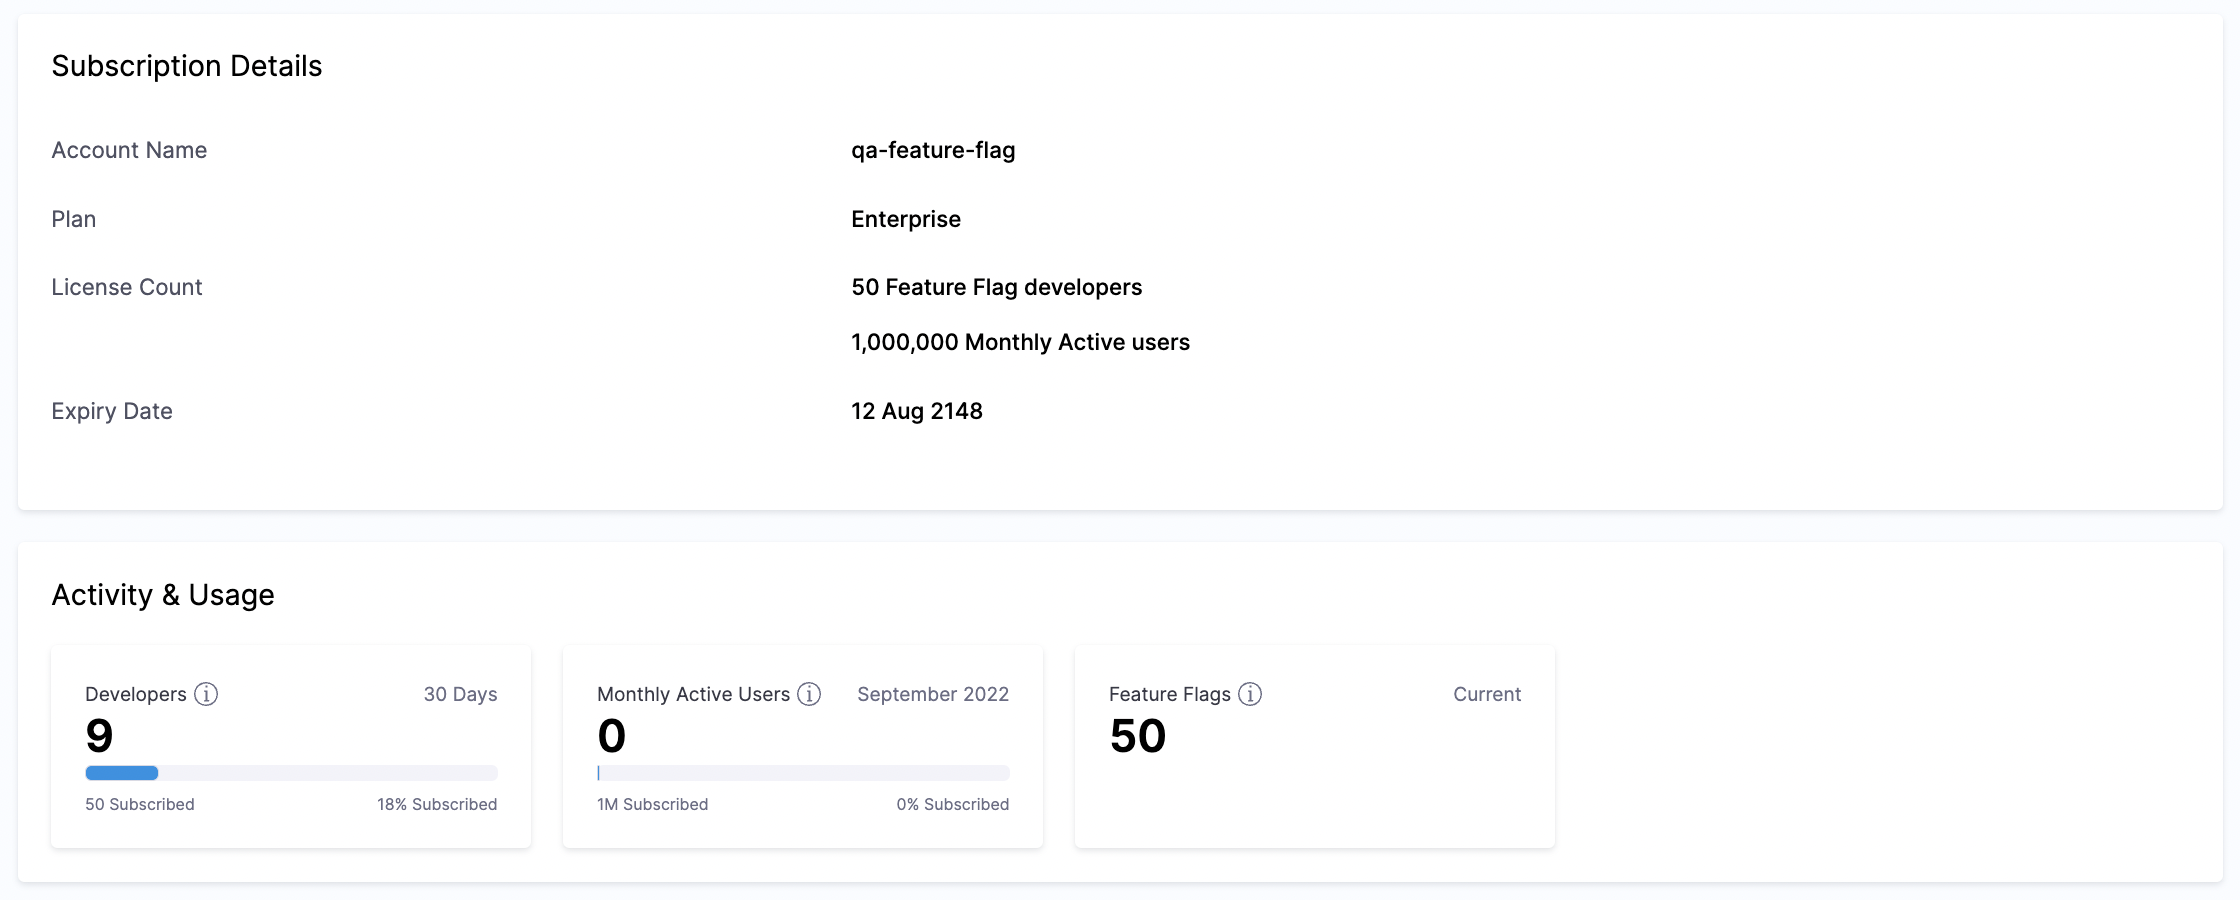 Subscription Details
Account Name qa-feature-flag
Plan Enterprise
License Count 50 Feature Flag developers
1,000,000 Monthly Active users
Expiry Date 12 Aug 2148
Activity & Usage
Developers 30 Days
9
50 Subscribed 18% Subscribed
Monthly Active Users September 2022
0
1M Subscribed 0% Subscribed
Feature Flags Current
50